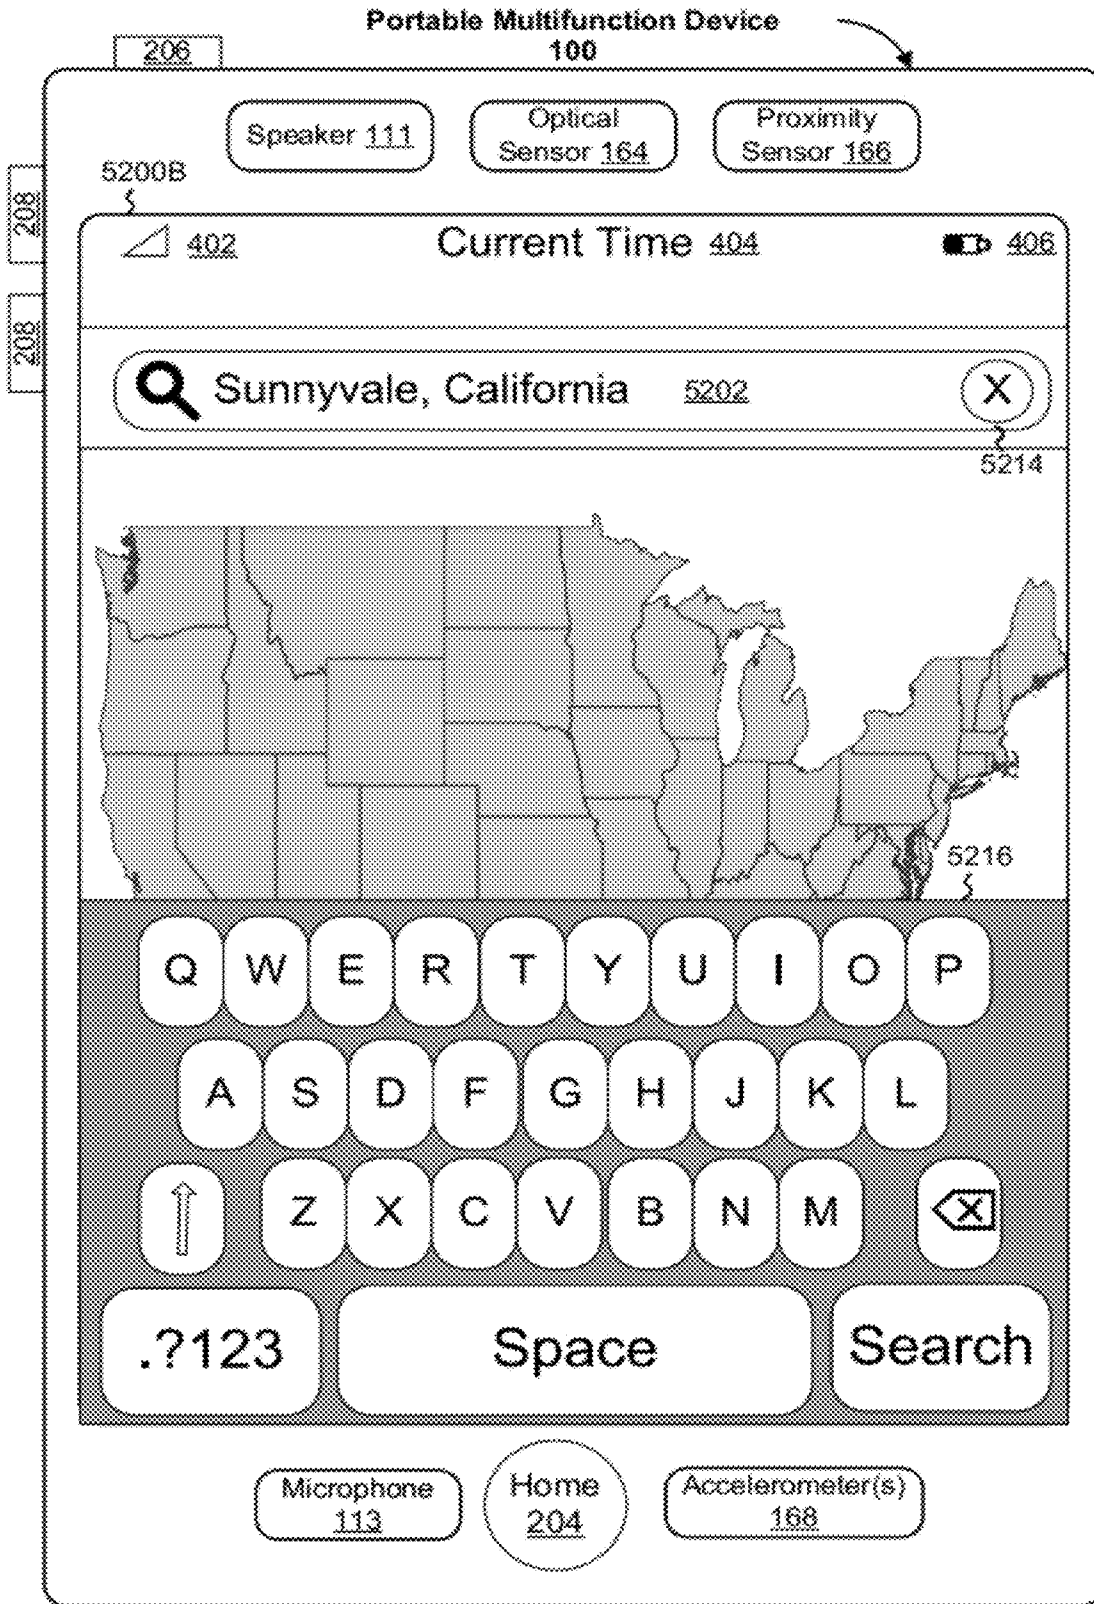 Portable Multifunction Device
100
206
Speaker 111
Optical
Sensor 164
Proximity
Sensor 166
5200B
208
208
402
Current Time 404
406
Sunnyvale, California 5202 X
5214
5216
Q W E R T Y U I O P
A S D F G H J K L
Z X C V B N M
.?123 Space Search
Microphone
113
Home
204
Accelerometer(s)
168